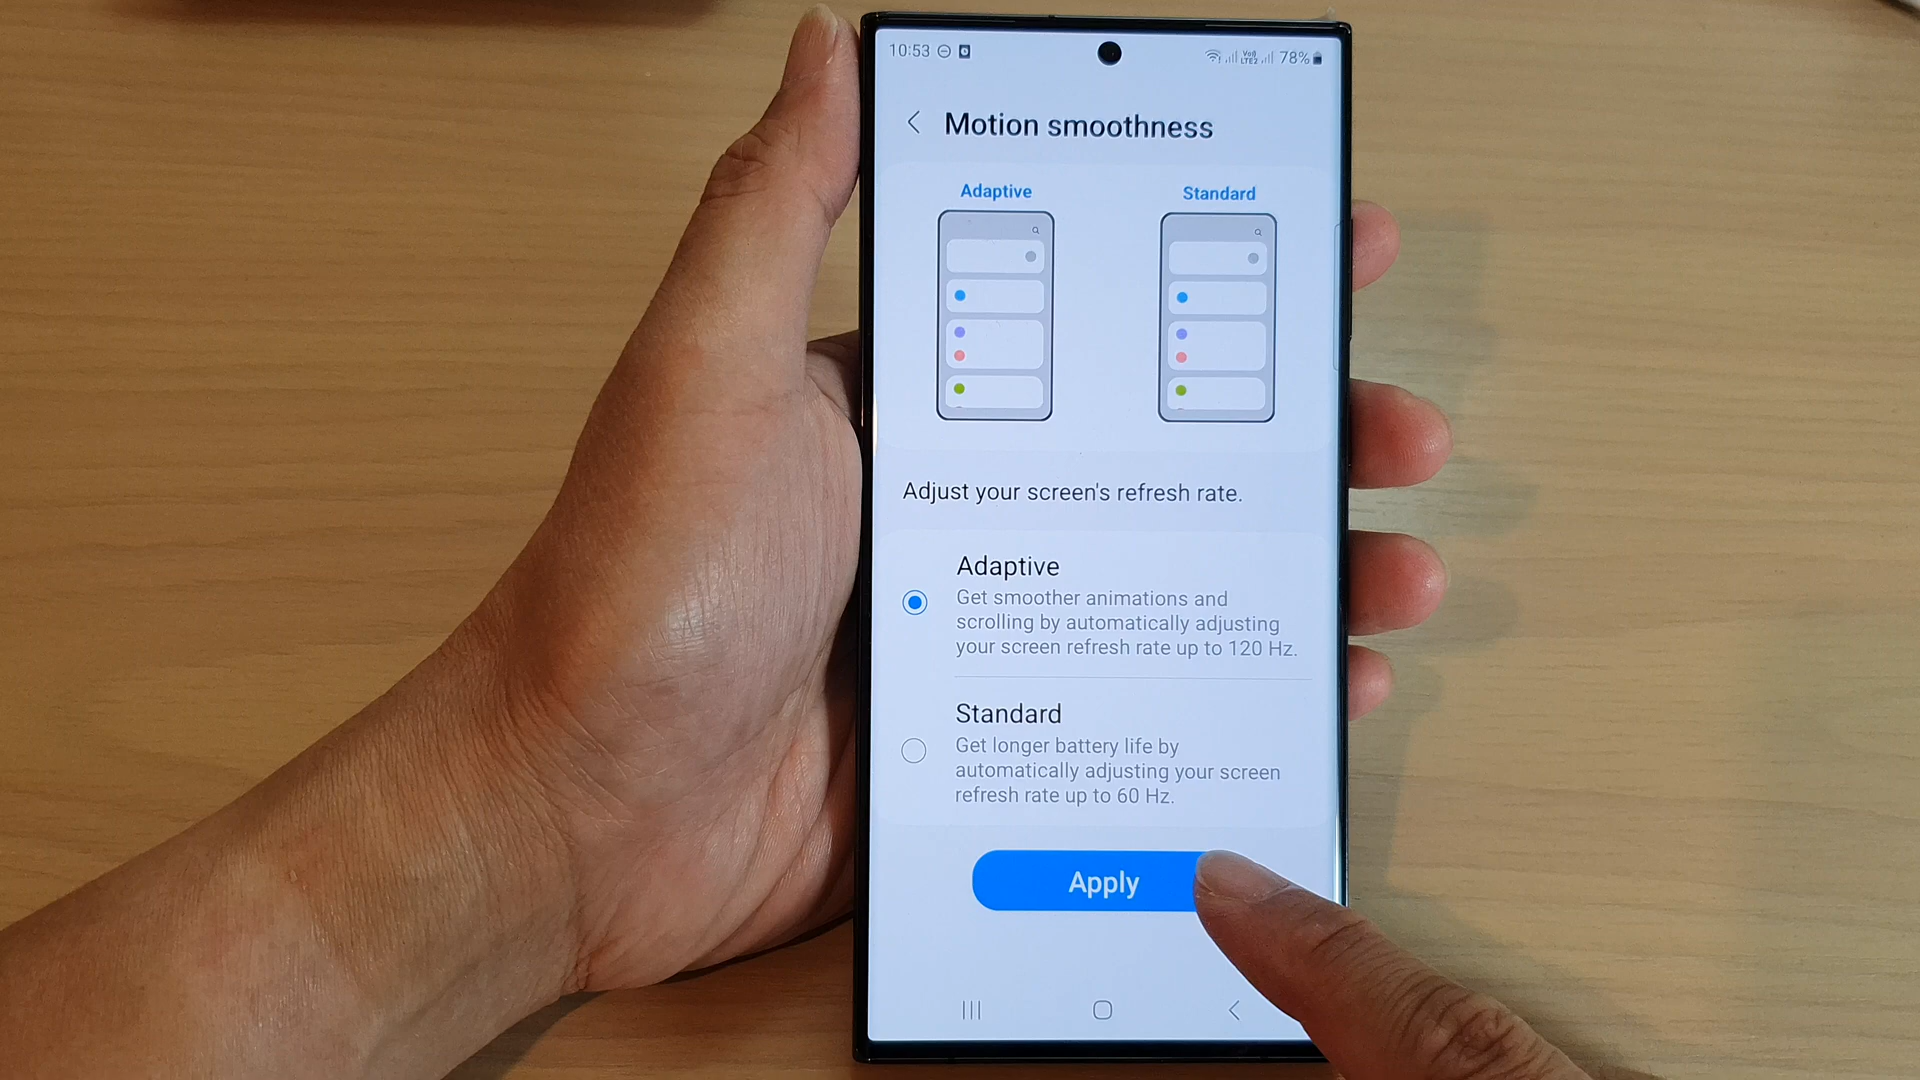 10:53
Vo))
LTE2
78%
Motion smoothness
Adaptive
Standard
Adjust your screen's refresh rate.
Adaptive
Get smoother animations and
scrolling by automatically adjusting
your screen refresh rate up to 120 Hz.
Standard
Get longer battery life by
automatically adjusting your screen
refresh rate up to 60 Hz.
Apply